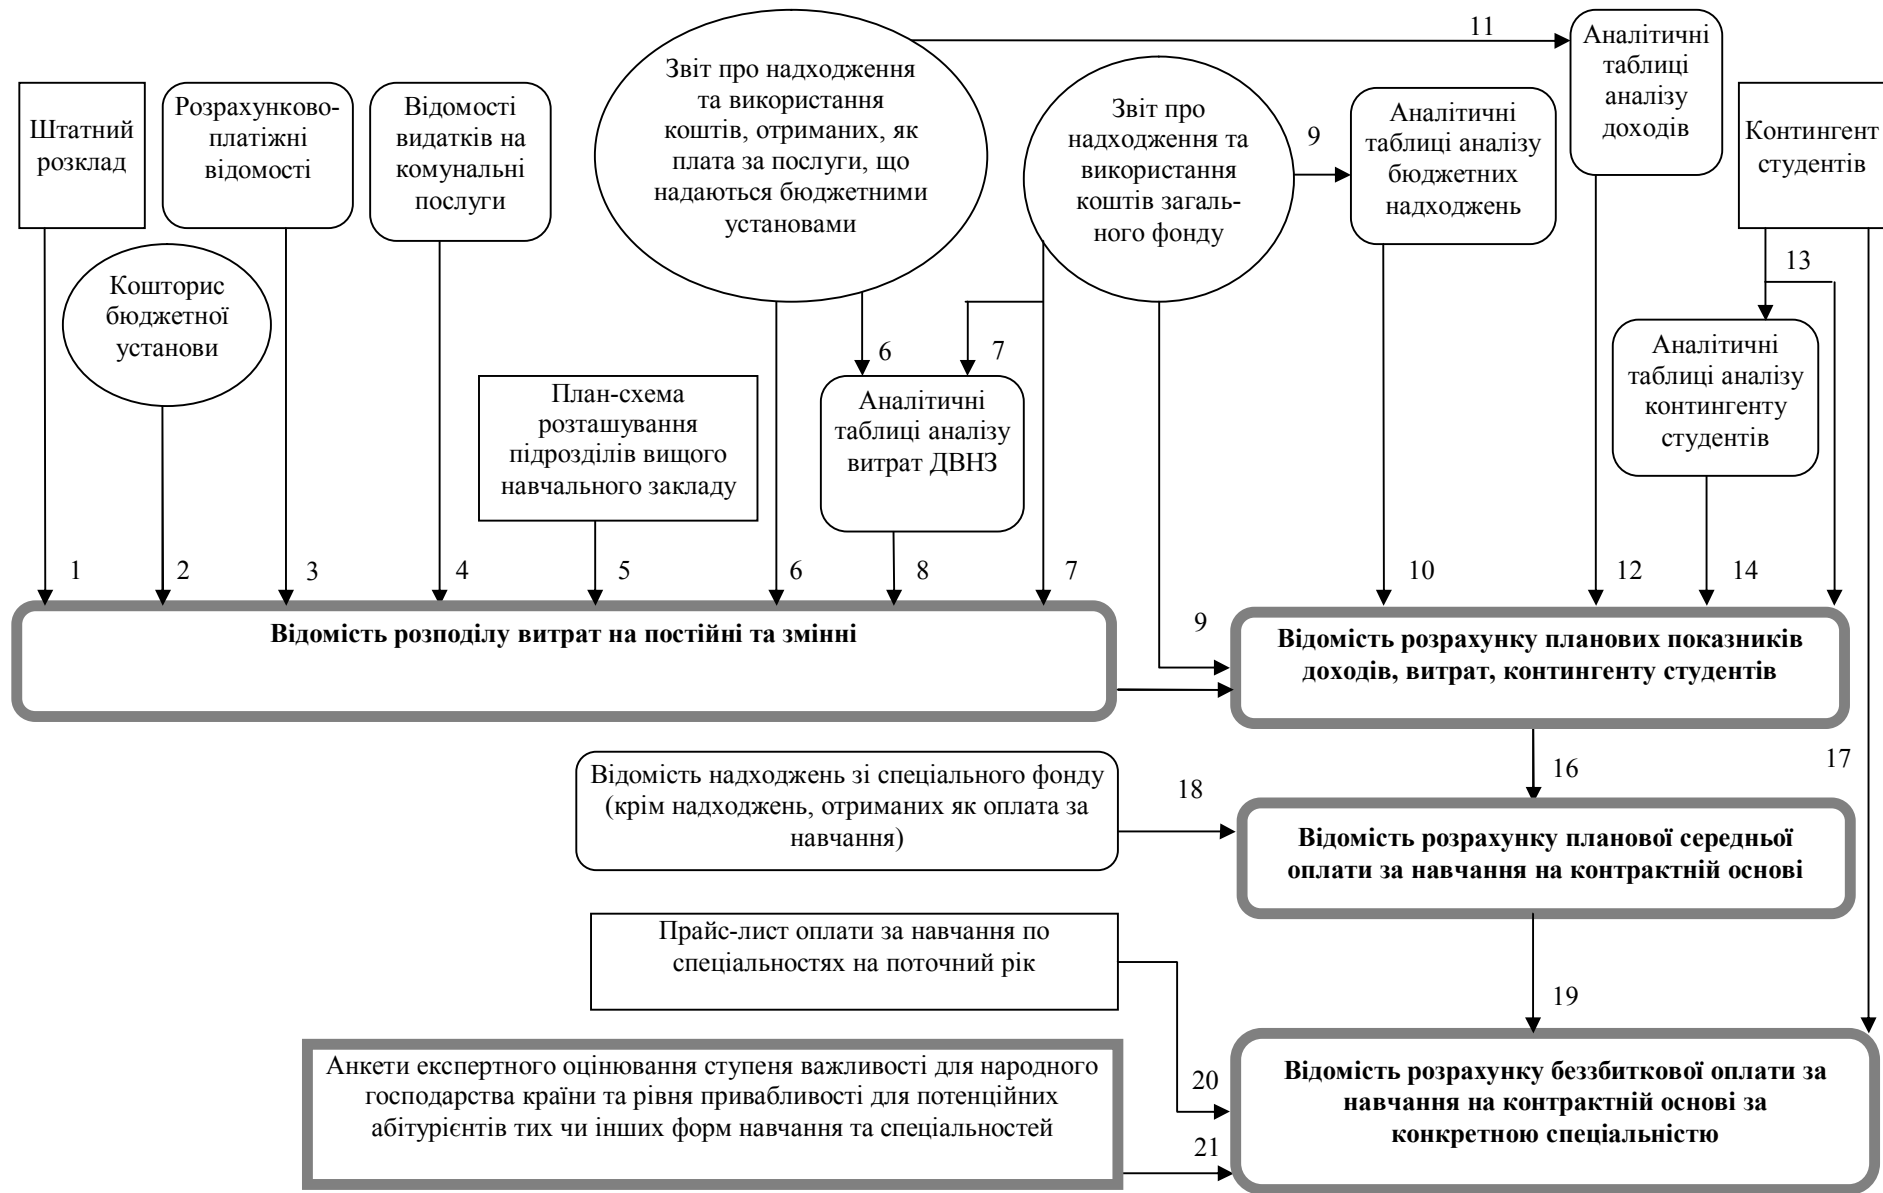 11
Аналітичні
таблиці
аналізу
доходів
Звіт про надходження
та використання
коштів, отриманих, як
плата за послуги, що
надаються бюджетними
установами
Штатний
розклад
Розрахунково-
платіжні
відомості
Відомості
видатків на
комунальні
послуги
Звіт про
надходження та
використання
коштів загаль-
ного фонду
9
Аналітичні
таблиці аналізу
бюджетних
надходжень
Контингент
студентів
13
Кошторис
бюджетної
установи
6
7
Аналітичні
таблиці аналізу
контингенту
студентів
План-схема
розташування
підрозділів вищого
навчального закладу
Аналітичні
таблиці аналізу
витрат ДВНЗ
1
2
3
4
5
6
8
7
10
12
14
Відомість розподілу витрат на постійні та змінні
9
Відомість розрахунку планових показників
доходів, витрат, контингенту студентів
16
17
Відомість надходжень зі спеціального фонду
(крім надходжень, отриманих як оплата за
навчання)
18
Відомість розрахунку планової середньої
оплати за навчання на контрактній основі
Прайс-лист оплати за навчання по
спеціальностях на поточний рік
19
Анкети експертного оцінювання ступеня важливості для народного
господарства країни та рівня привабливості для потенційних
абітурієнтів тих чи інших форм навчання та спеціальностей
20
21
Відомість розрахунку беззбиткової оплати за
навчання на контрактній основі за
конкретною спеціальністю